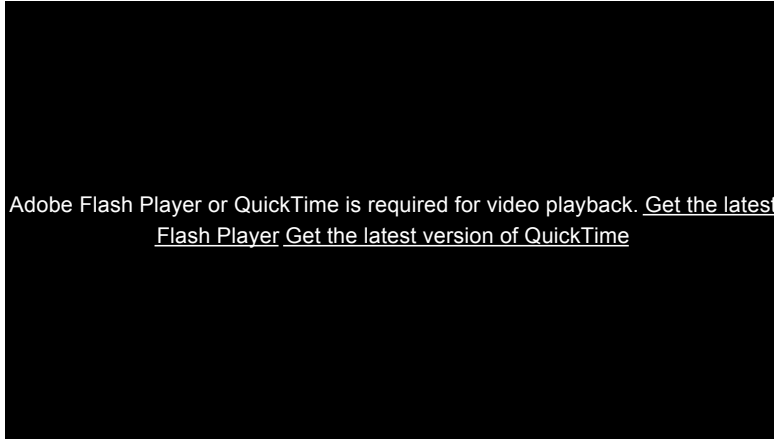 Adobe Flash Player or QuickTime is required for video playback. Get the latest
Flash Player Get the latest version of QuickTime